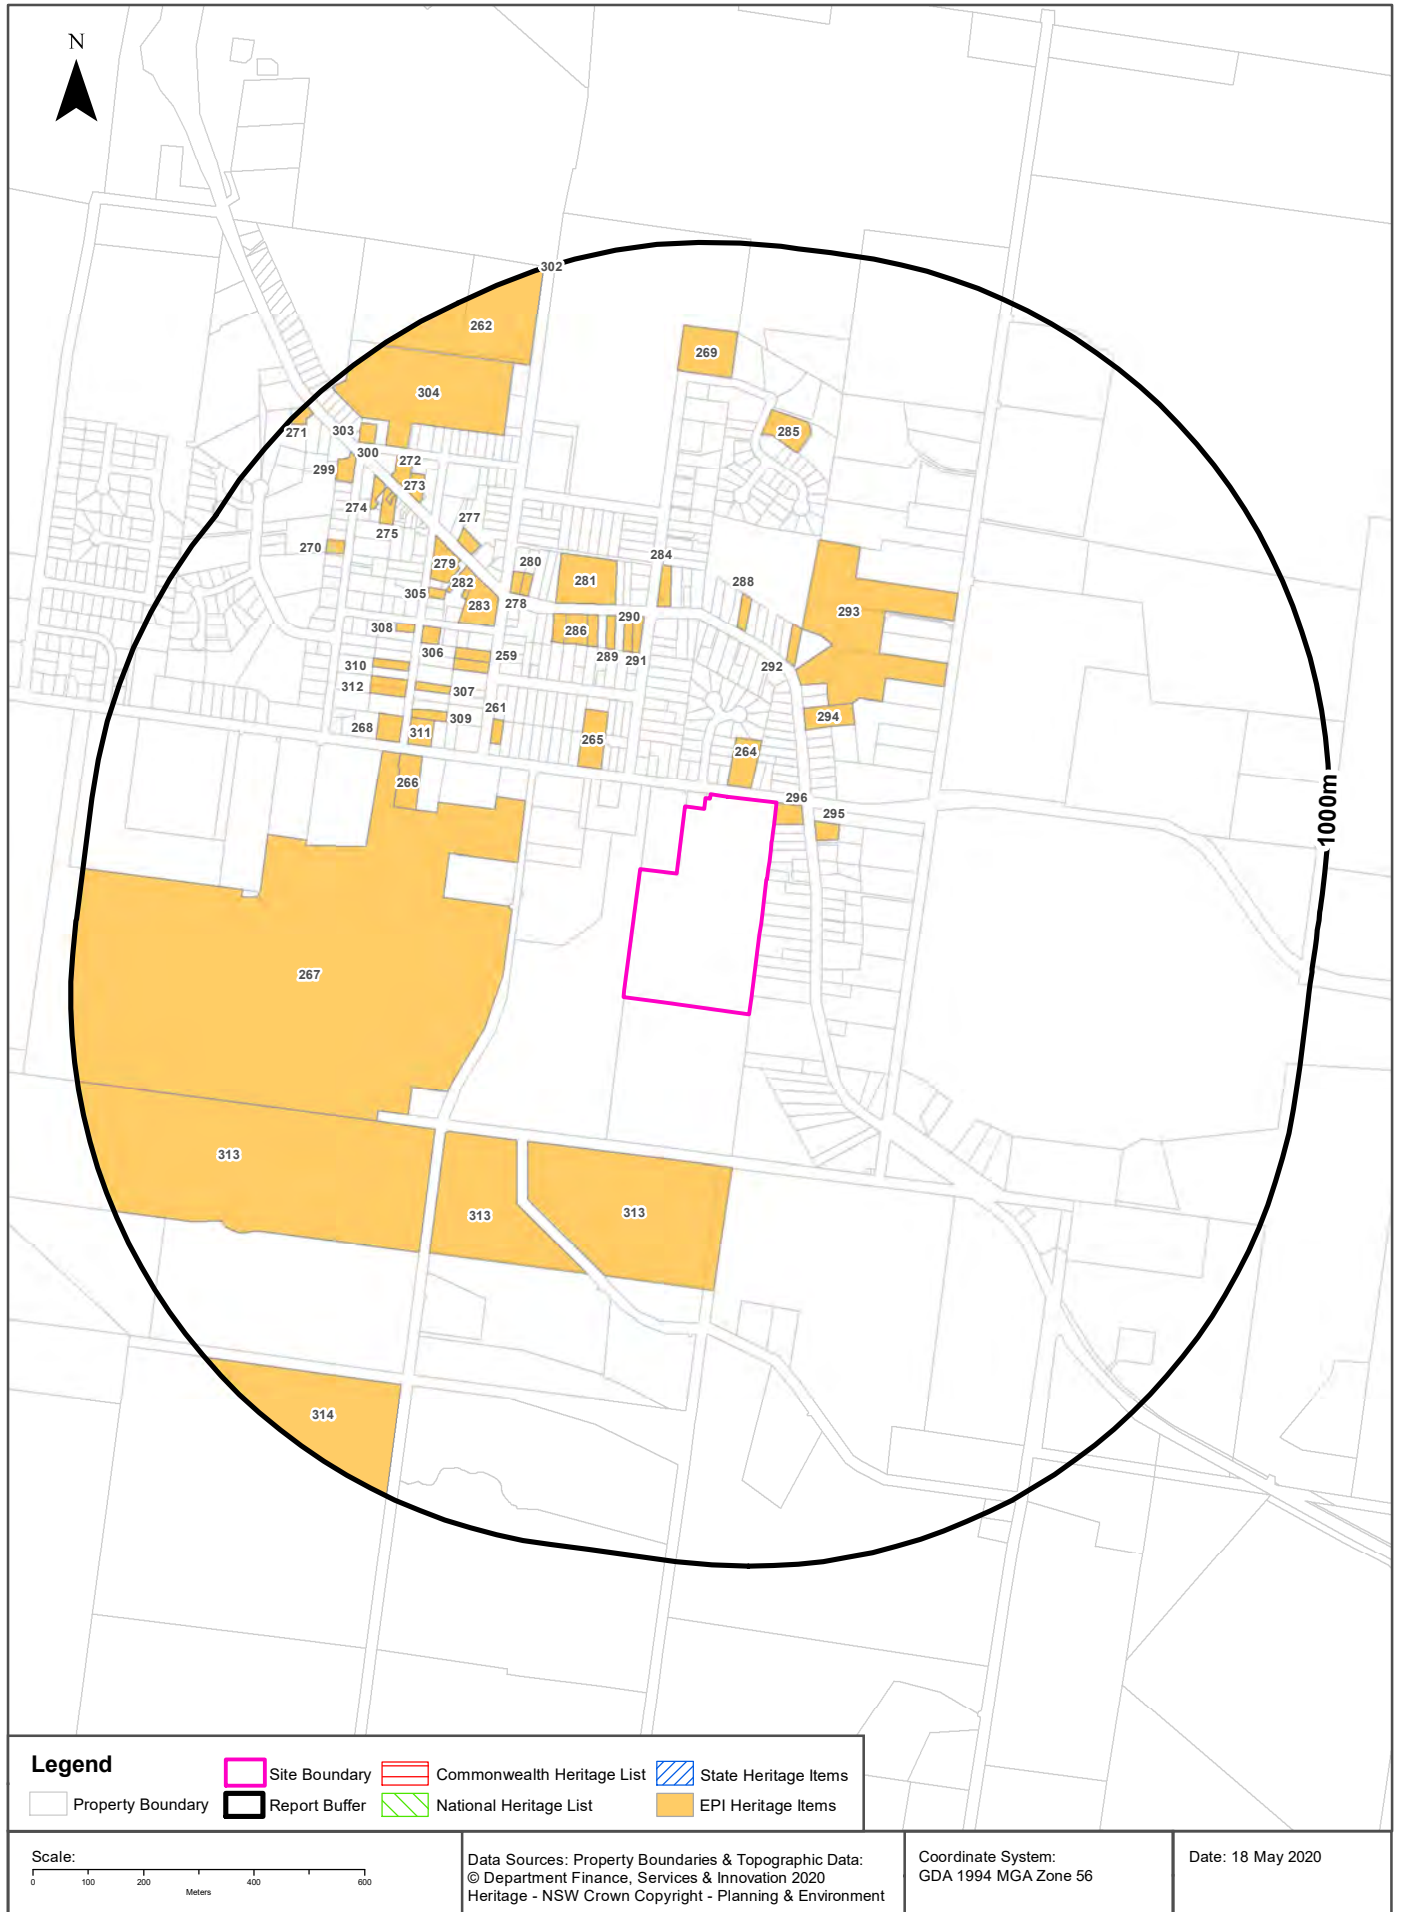 N
302
262
269
304
285
271
303
300
272
299
273
274
275
277
270
279
280
284
281
282
288
305
283
278
290
293
308
286
306
259
289
291
292
310
312
307
261
309
294
268
311
265
264
266
296
295
1000m
267
313
313
313
314
Legend
Site Boundary
Commonwealth Heritage List
State Heritage Items
Property Boundary
Report Buffer
National Heritage List
EPI Heritage Items
Scale:
0 100 200 400 600
Meters
Data Sources: Property Boundaries & Topographic Data:
© Department Finance, Services & Innovation 2020
Heritage - NSW Crown Copyright - Planning & Environment
Coordinate System:
GDA 1994 MGA Zone 56
Date: 18 May 2020